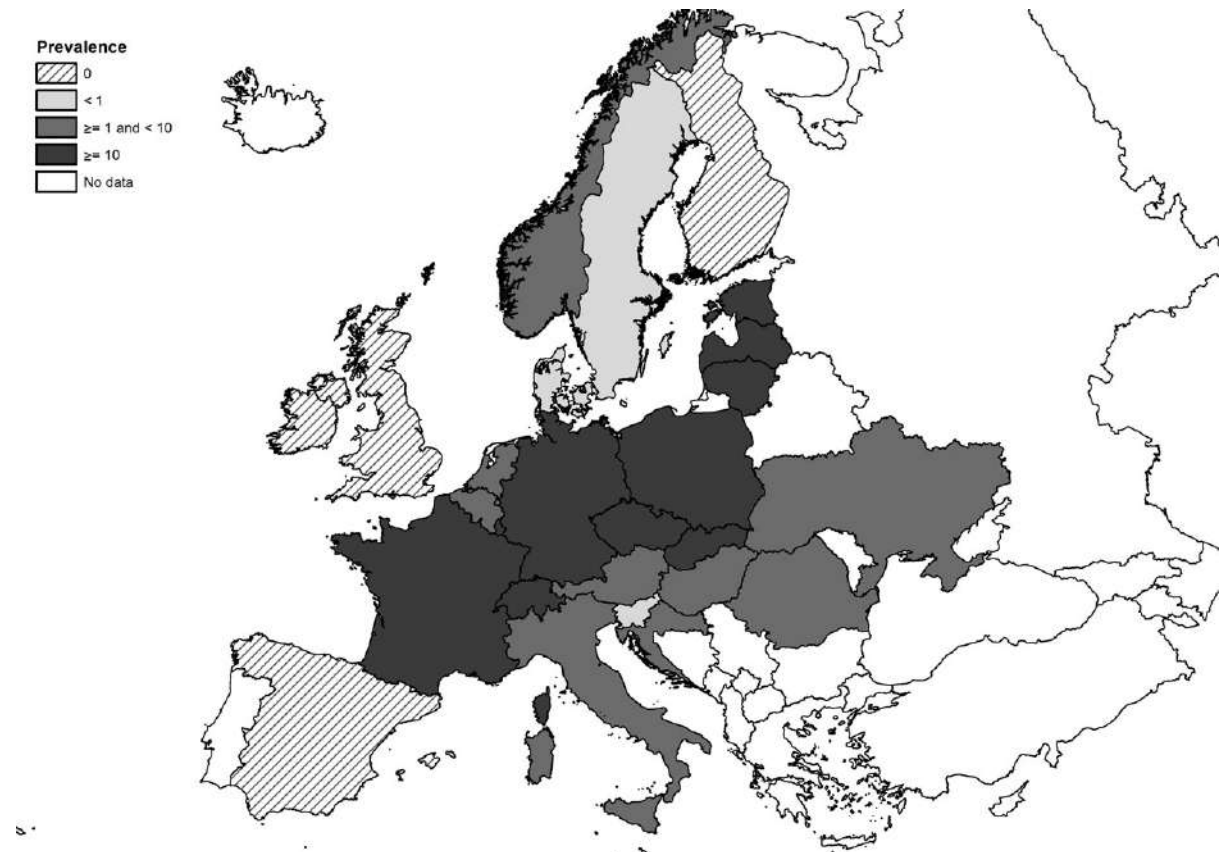 Prevalence
0
< 1
≥= 1 and < 10
≥= 10
No data